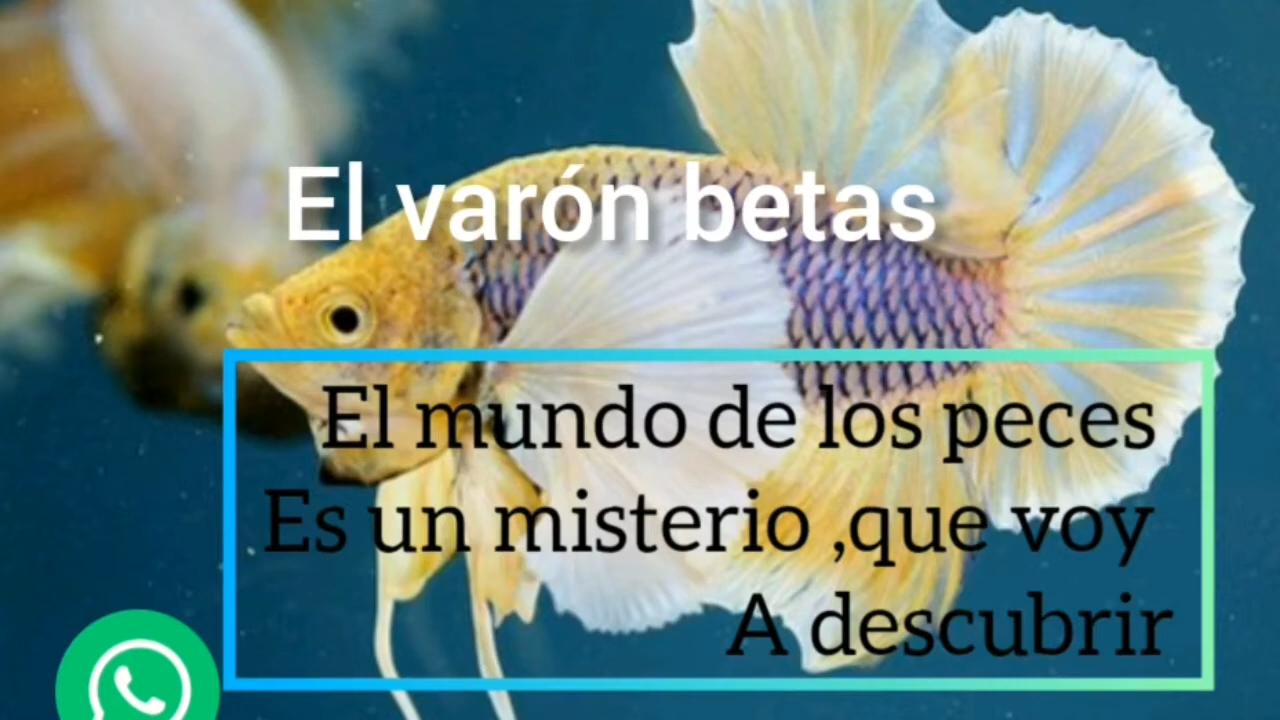 El varón betas
El mundo de los peces
Es un misterio ,que voy
A descubrir